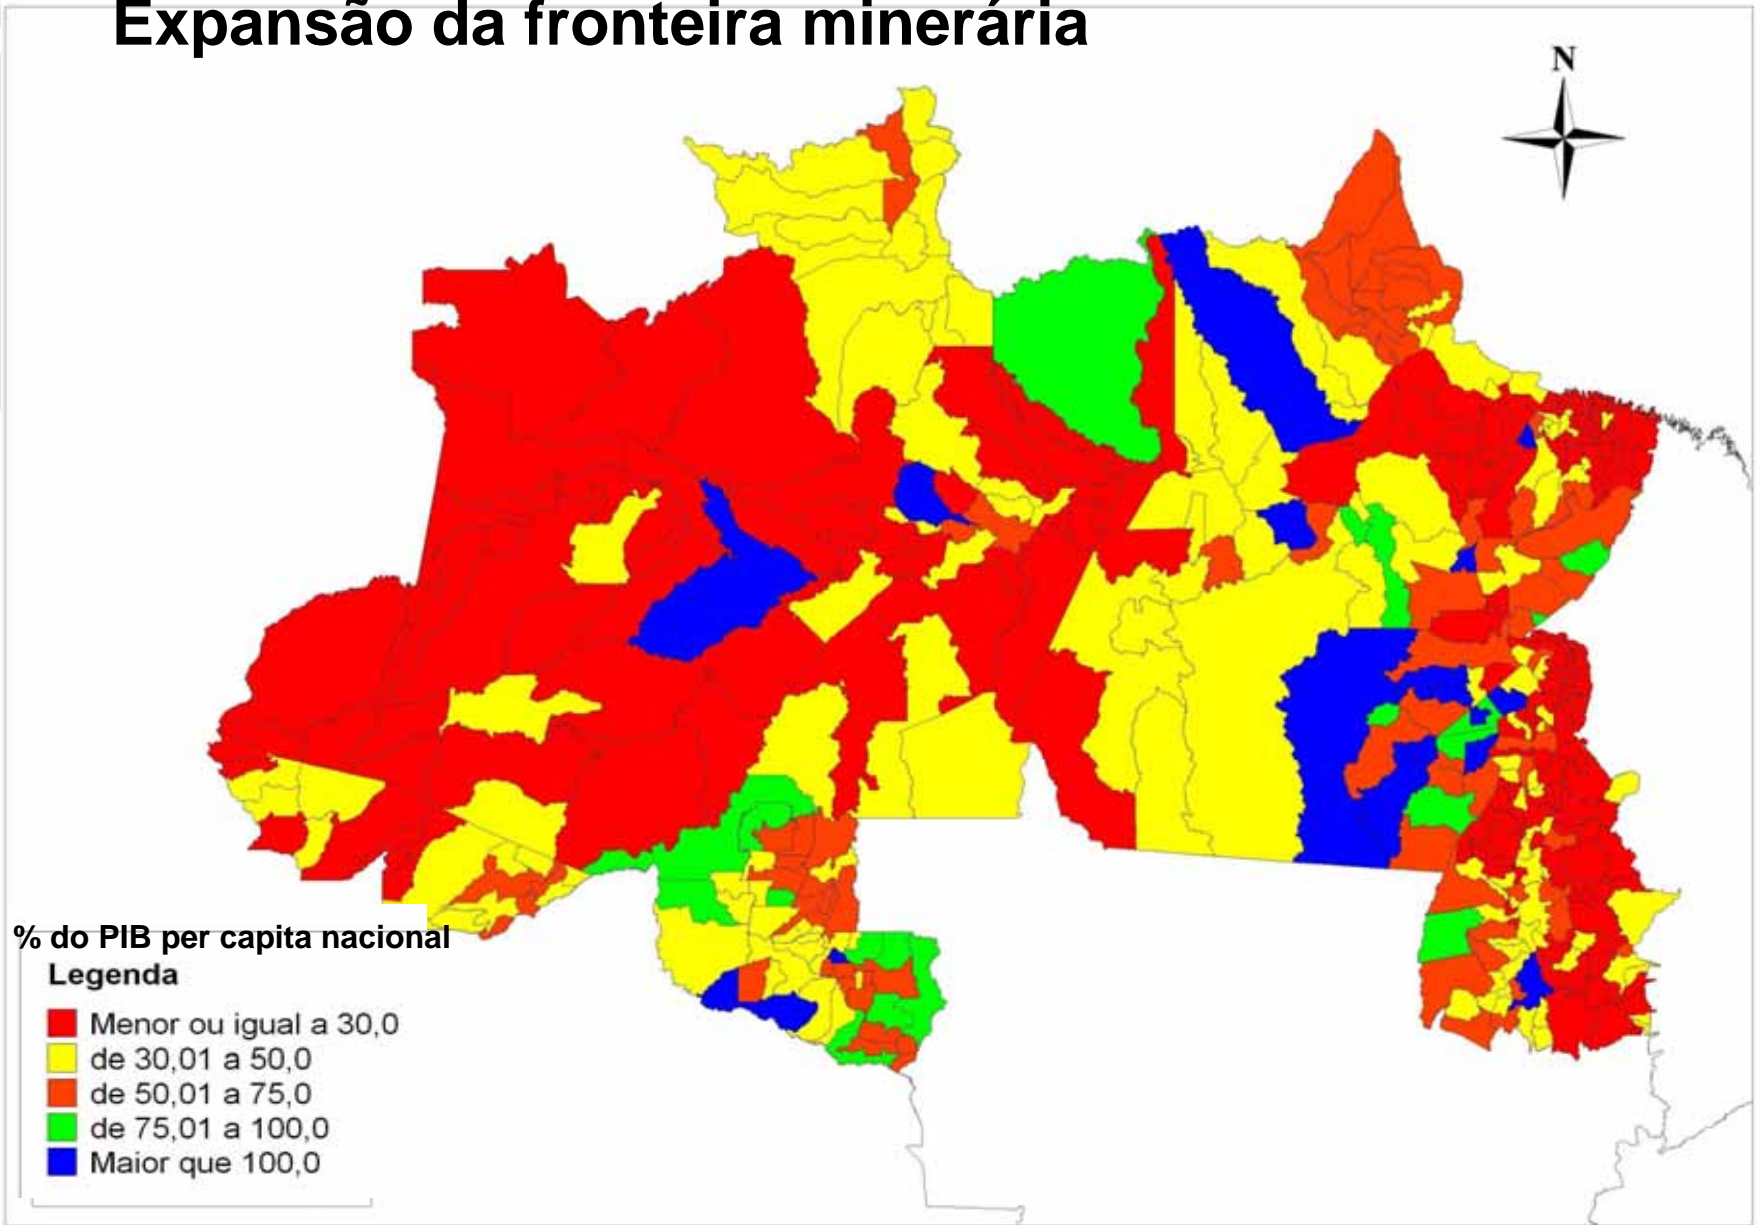 Expansão da fronteira minerária
N
% do PIB per capita nacional
Legenda
Menor ou igual a 30,0
de 30,01 a 50,0
de 50,01 a 75,0
de 75,01 a 100,0
Maior que 100,0